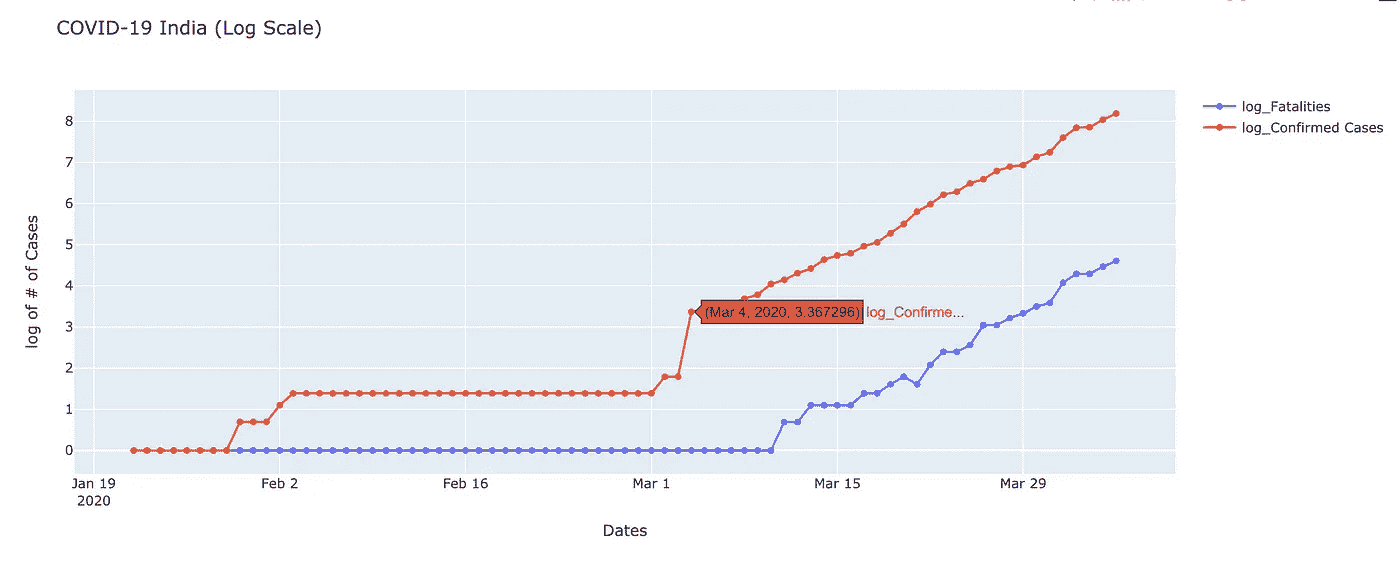 COVID-19 India (Log Scale)
log_Fatalities
log_Confirmed Cases
8
7
6
5
4
3
2
1
0
log of # of Cases
(Mar 4, 2020, 3.367296)
log_Confirme...
Jan 19
2020
Feb 2
Feb 16
Mar 1
Mar 15
Mar 29
Dates